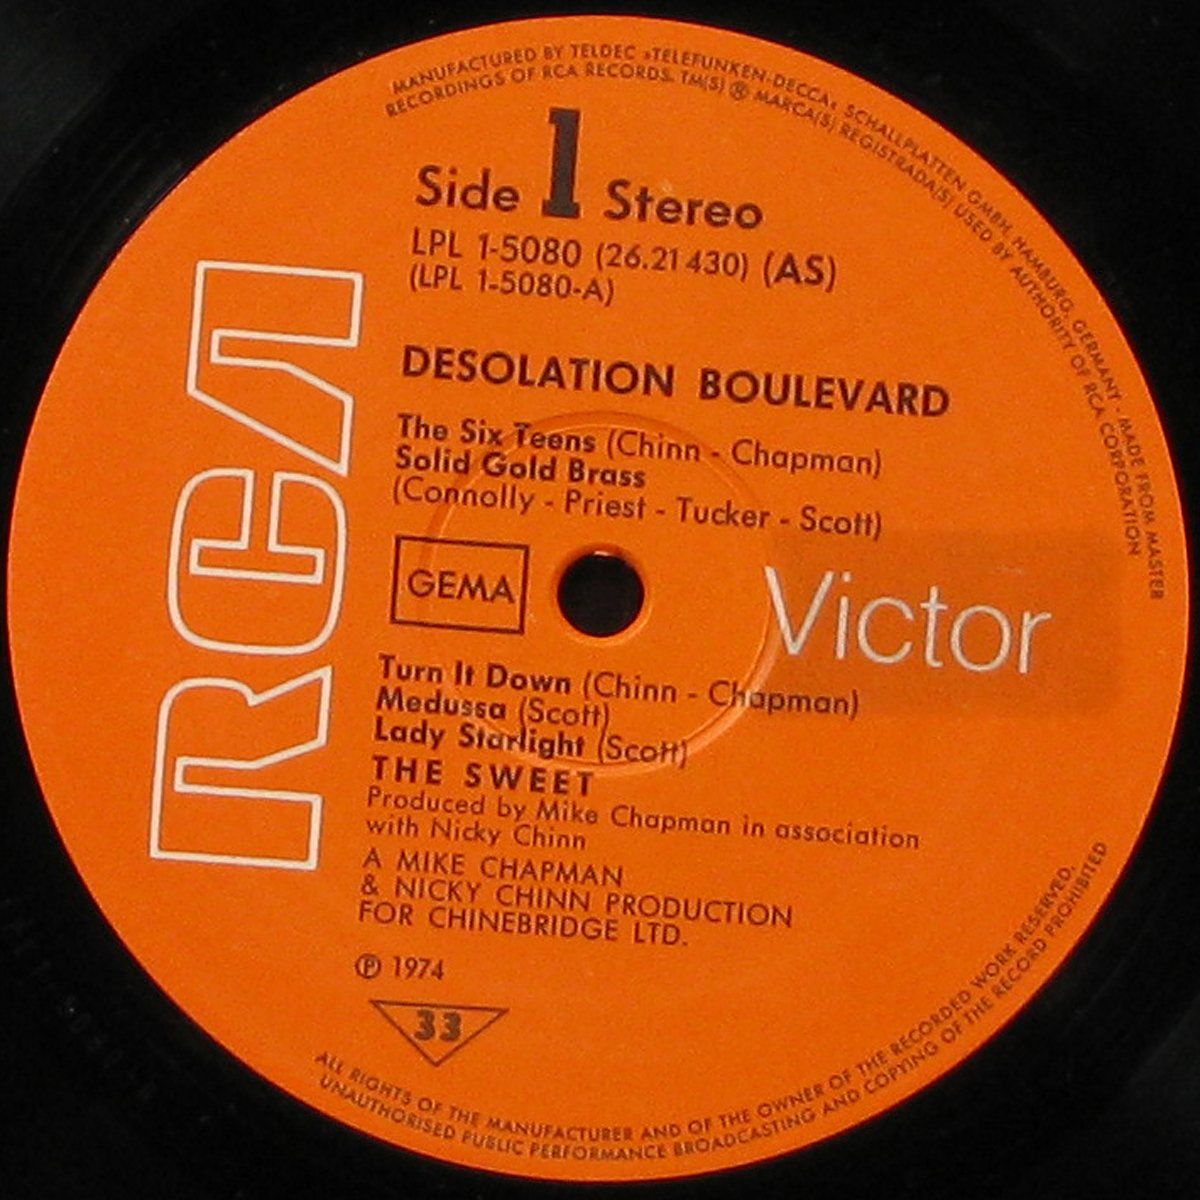 MANUFACTURED BY TELDEC »TELEFUNKEN-DECCA« SCHALLPLATTEN GMBH, HAMBURG, GERMANY · MADE FROM MASTER
RECORDINGS OF RCA RECORDS. TM(S) ® MARCA(S) REGISTRADA(S) USED BY AUTHORITY OF RCA CORPORATION
Side 1 Stereo
LPL 1-5080 (26.21 430) (AS)
(LPL 1-5080-A)
RCA
DESOLATION BOULEVARD
The Six Teens (Chinn - Chapman)
Solid Gold Brass
(Connolly - Priest - Tucker - Scott)
GEMA
Victor
Turn It Down (Chinn - Chapman)
Medussa (Scott)
Lady Starlight (Scott)
THE SWEET
Produced by Mike Chapman in association
with Nicky Chinn
A MIKE CHAPMAN
& NICKY CHINN PRODUCTION
FOR CHINEBRIDGE LTD.
℗ 1974
33
ALL RIGHTS OF THE MANUFACTURER AND OF THE OWNER OF THE RECORDED WORK RESERVED.
UNAUTHORISED PUBLIC PERFORMANCE BROADCASTING AND COPYING OF THE RECORD PROHIBITED